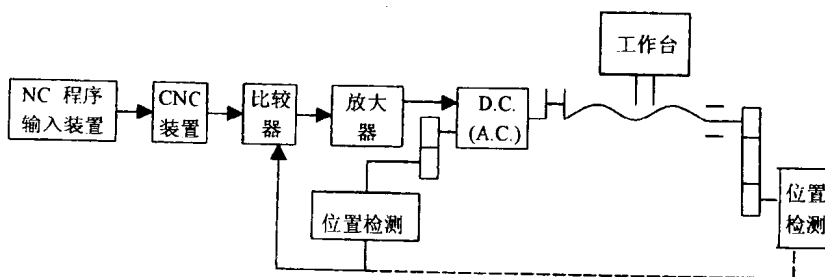 工作台
NC 程序
输入装置
CNC
装置
比较
器
放大
器
D.C.
(A.C.)
位置检测
位置
检测